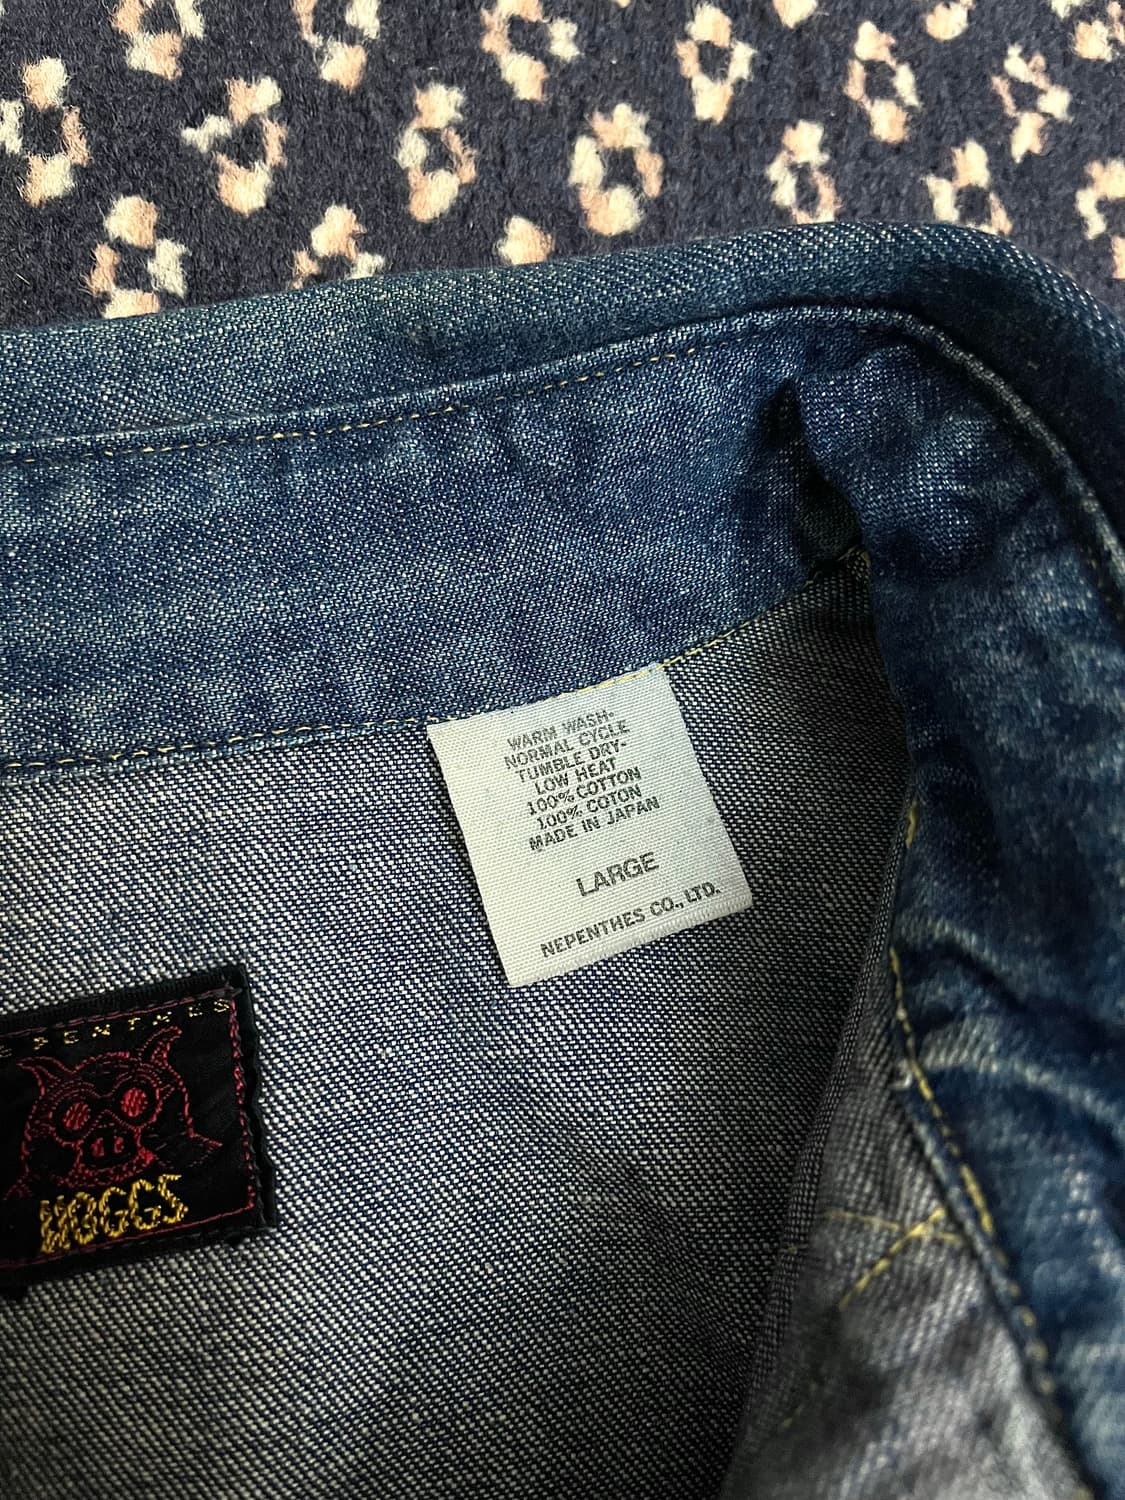 WARM WASH-
NORMAL CYCLE
TUMBLE DRY-
LOW HEAT
100% COTTON
100% COTON
MADE IN JAPAN
LARGE
NEPENTHES CO., LTD.
EPENTHES
HOGGS